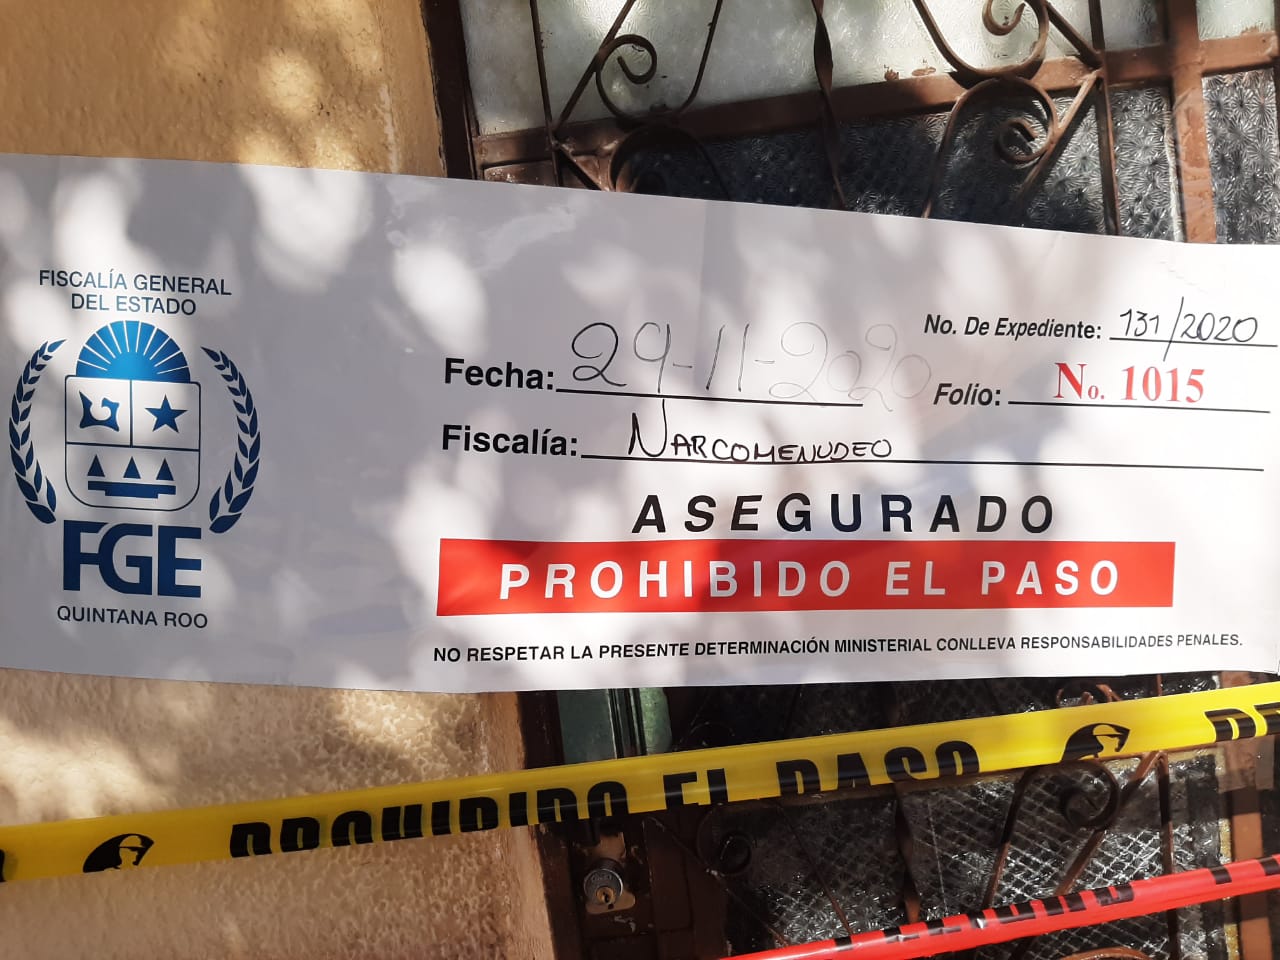 FISCALÍA GENERAL
DEL ESTADO
FGE
QUINTANA ROO
No. De Expediente: 131/2020
Fecha: 29-11-2020
Folio: No. 1015
Fiscalía: NARCOMENUDEO
ASEGURADO
PROHIBIDO EL PASO
NO RESPETAR LA PRESENTE DETERMINACIÓN MINISTERIAL CONLLEVA RESPONSABILIDADES PENALES.
PROHIBIDO EL PASO